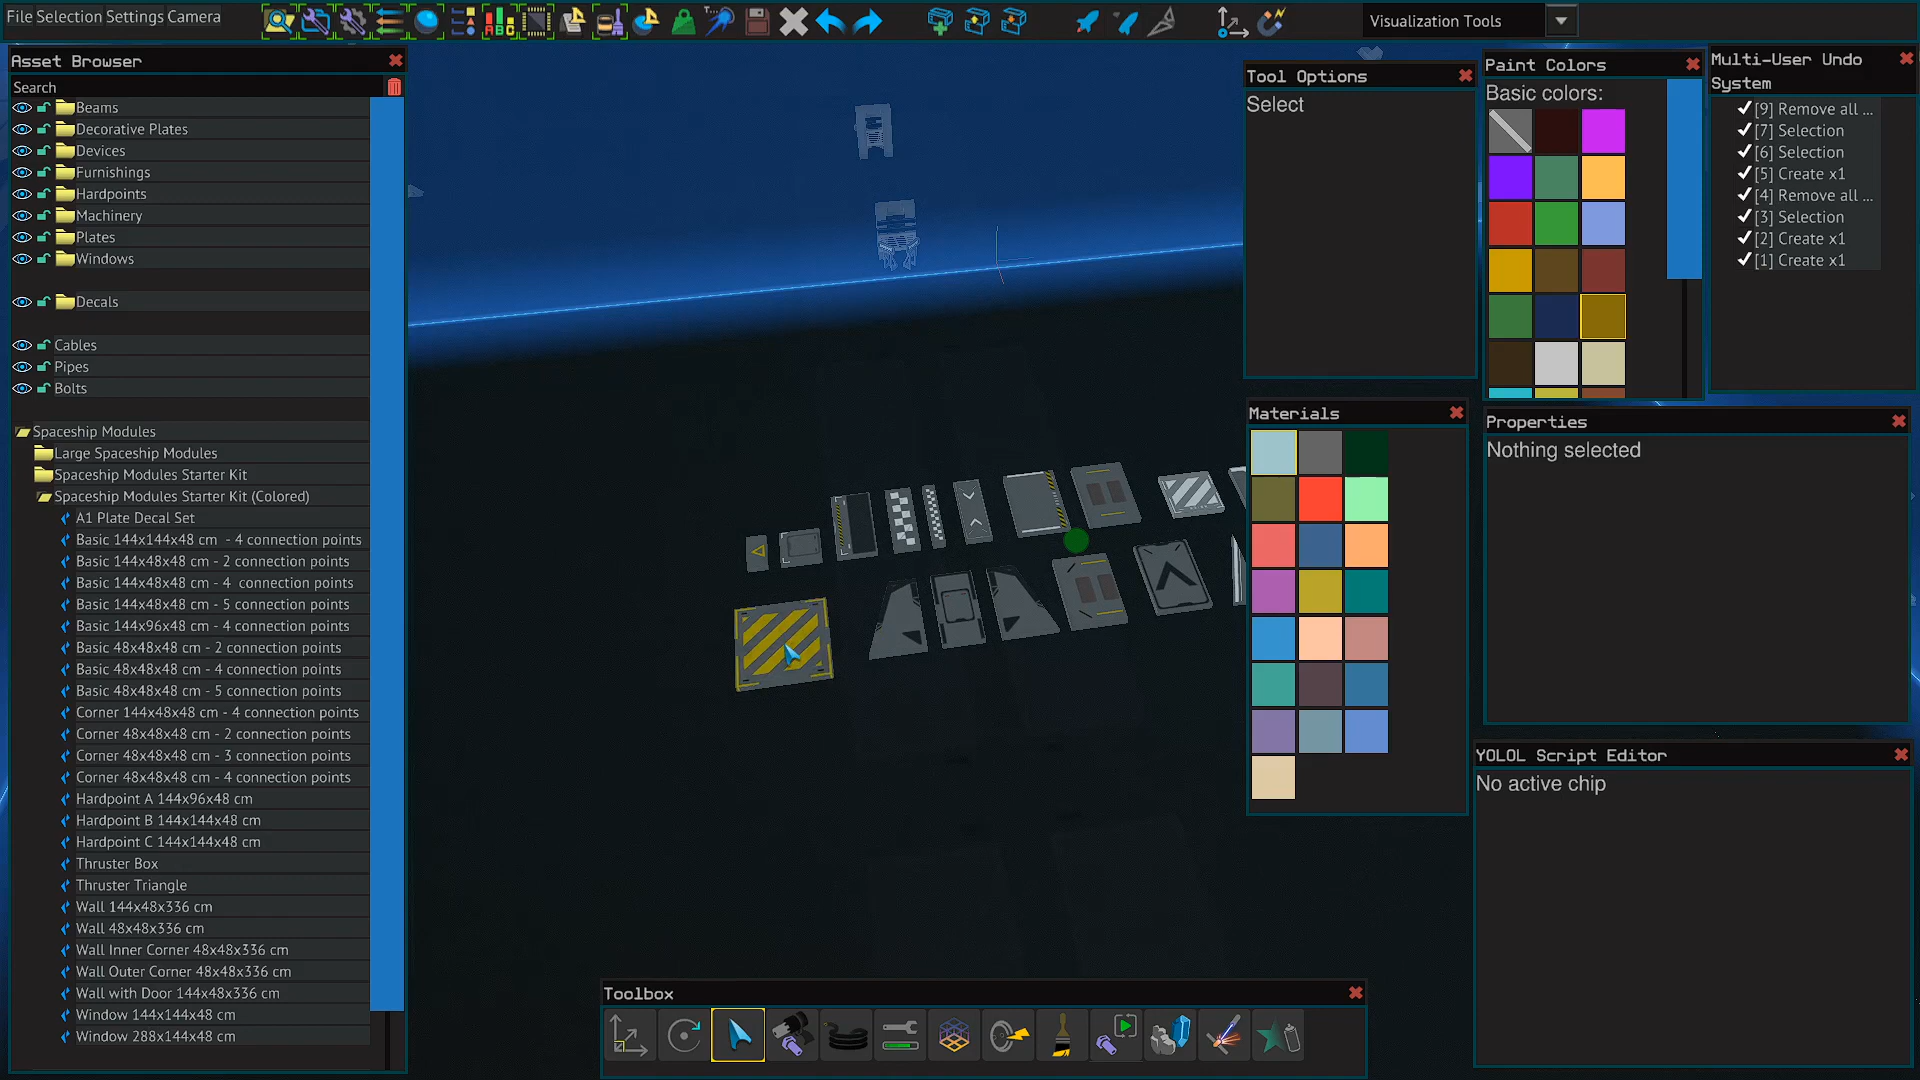 File Selection Settings Camera
ABC
Visualization Tools
Asset Browser
Search
Beams
Decorative Plates
Devices
Furnishings
Hardpoints
Machinery
Plates
Windows
Decals
Cables
Pipes
Bolts
Spaceship Modules
Large Spaceship Modules
Spaceship Modules Starter Kit
Spaceship Modules Starter Kit (Colored)
A1 Plate Decal Set
Basic 144x144x48 cm  - 4 connection points
Basic 144x48x48 cm - 2 connection points
Basic 144x48x48 cm - 4  connection points
Basic 144x48x48 cm - 5 connection points
Basic 144x96x48 cm - 4 connection points
Basic 48x48x48 cm - 2 connection points
Basic 48x48x48 cm - 4 connection points
Basic 48x48x48 cm - 5 connection points
Corner 144x48x48 cm - 4 connection points
Corner 48x48x48 cm - 2 connection points
Corner 48x48x48 cm - 3 connection points
Corner 48x48x48 cm - 4 connection points
Hardpoint A 144x96x48 cm
Hardpoint B 144x144x48 cm
Hardpoint C 144x144x48 cm
Thruster Box
Thruster Triangle
Wall 144x48x336 cm
Wall 48x48x336 cm
Wall Inner Corner 48x48x336 cm
Wall Outer Corner 48x48x336 cm
Wall with Door 144x48x336 cm
Window 144x144x48 cm
Window 288x144x48 cm
Tool Options
Select
Materials
Toolbox
Paint Colors
Basic colors:
Multi-User Undo
System
[9] Remove all ...
[7] Selection
[6] Selection
[5] Create x1
[4] Remove all ...
[3] Selection
[2] Create x1
[1] Create x1
Properties
Nothing selected
YOLOL Script Editor
No active chip